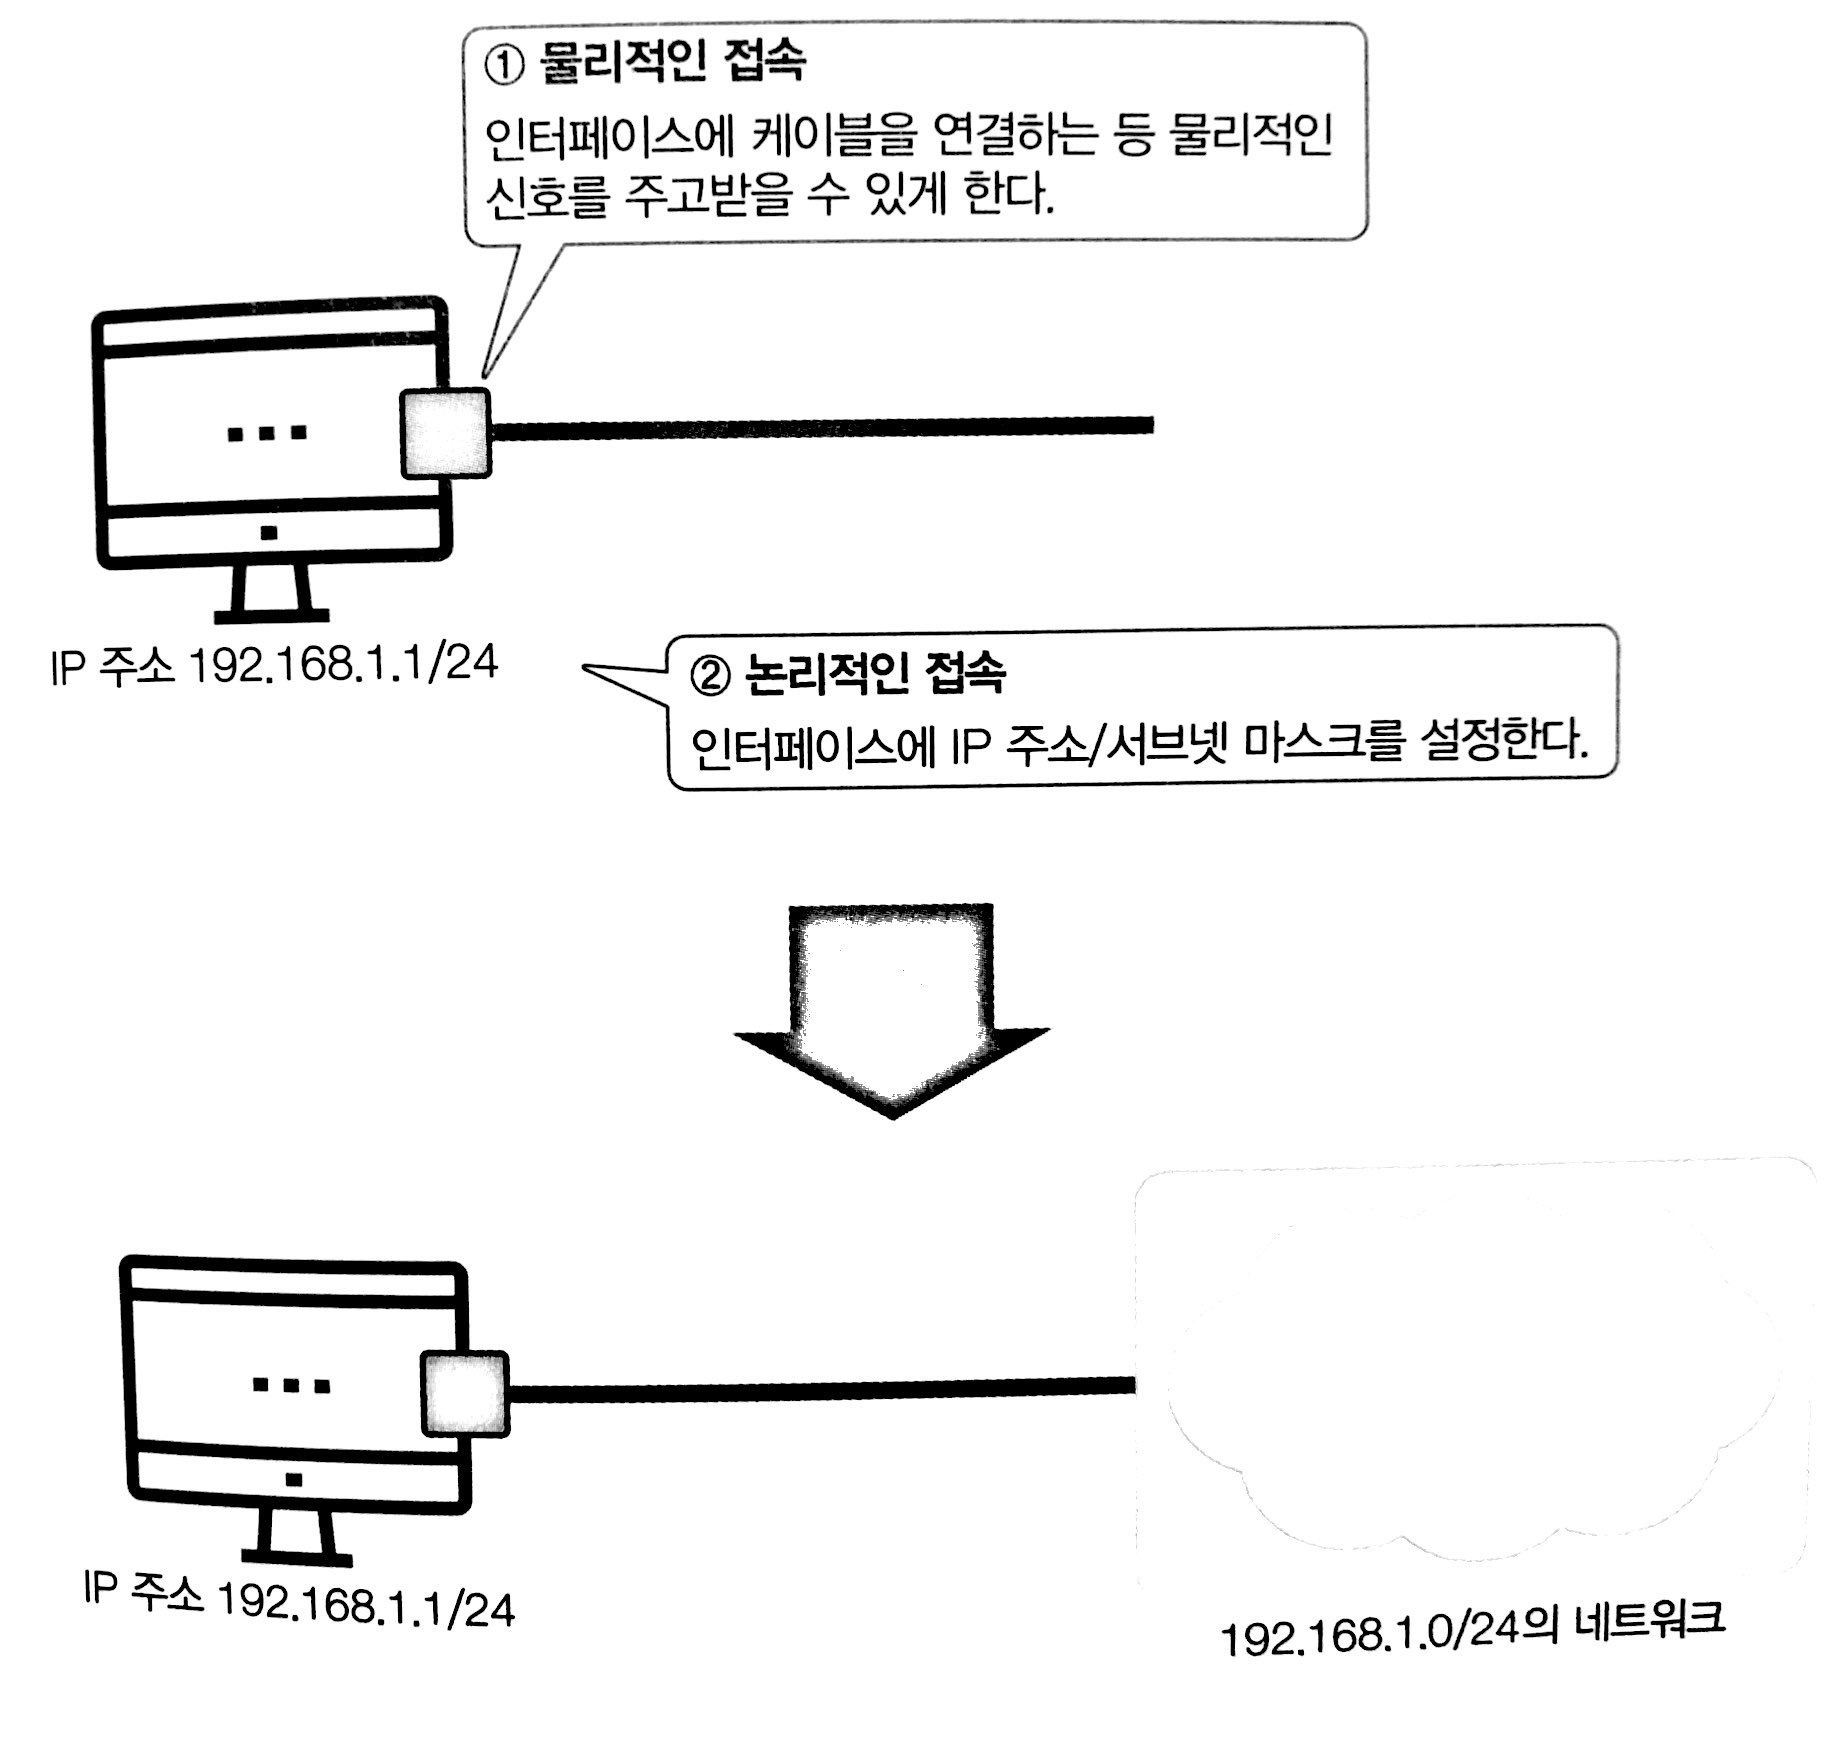 ① 물리적인 접속
인터페이스에 케이블을 연결하는 등 물리적인
신호를 주고받을 수 있게 한다.
IP 주소 192.168.1.1/24
② 논리적인 접속
인터페이스에 IP 주소/서브넷 마스크를 설정한다.
IP 주소 192.168.1.1/24
192.168.1.0/24의 네트워크